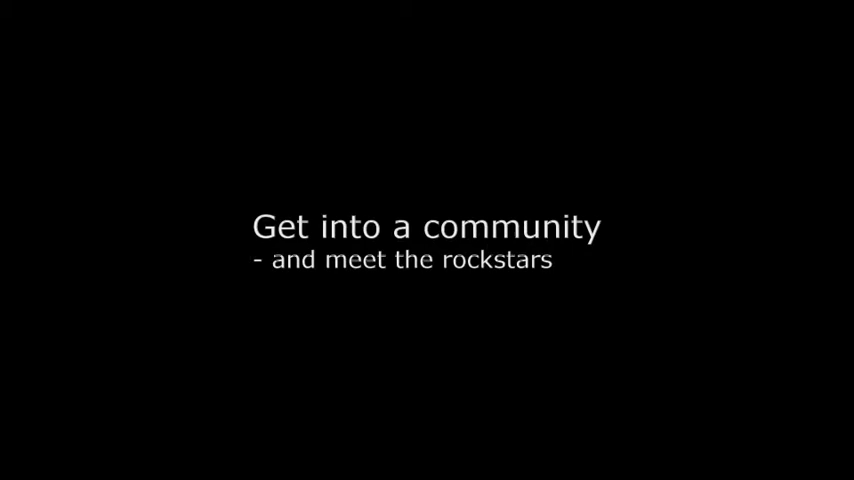 Get into a community
- and meet the rockstars